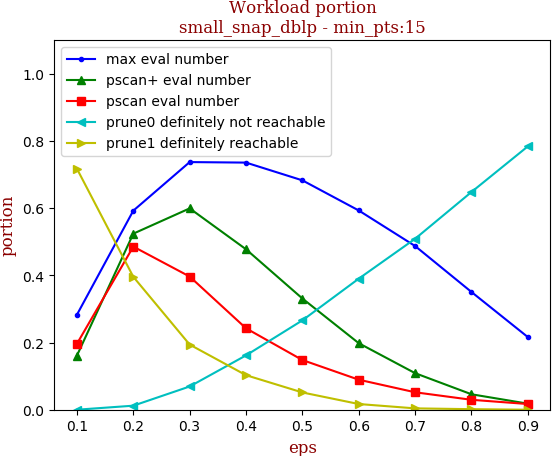 Workload portion
small_snap_dblp - min_pts:15
max eval number
pscan+ eval number
pscan eval number
prune0 definitely not reachable
prune1 definitely reachable
portion
1.0
0.8
0.6
0.4
0.2
0.0
0.1 0.2 0.3 0.4 0.5 0.6 0.7 0.8 0.9
eps